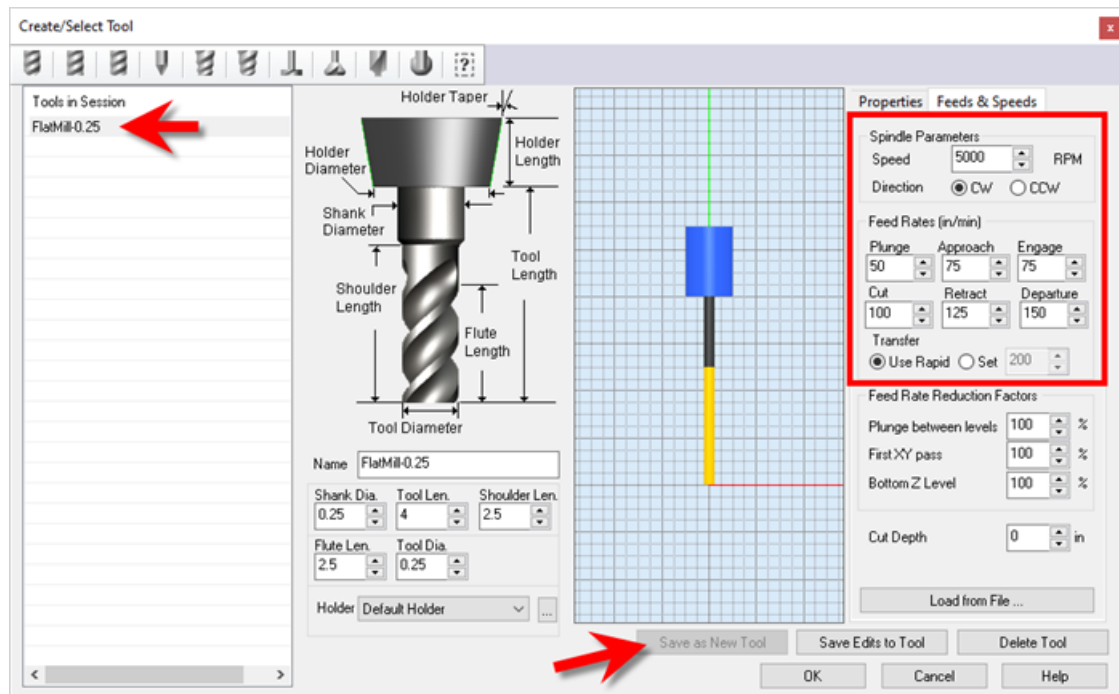 Create/Select Tool
x
?
Tools in Session
FlatMill-0.25
Holder Taper
Holder
Length
Holder
Diameter
Shank
Diameter
Tool
Length
Shoulder
Length
Flute
Length
Tool Diameter
Name FlatMill-0.25
Shank Dia. Tool Len. Shoulder Len.
0.25 4 2.5
Flute Len. Tool Dia.
2.5 0.25
Holder Default Holder ...
Properties Feeds & Speeds
Spindle Parameters
Speed 5000 RPM
Direction CW CCW
Feed Rates (in/min)
Plunge Approach Engage
50 75 75
Cut Retract Departure
100 125 150
Transfer
Use Rapid Set 200
Feed Rate Reduction Factors
Plunge between levels 100 %
First XY pass 100 %
Bottom Z Level 100 %
Cut Depth 0 in
Load from File ...
Save as New Tool Save Edits to Tool Delete Tool
OK Cancel Help